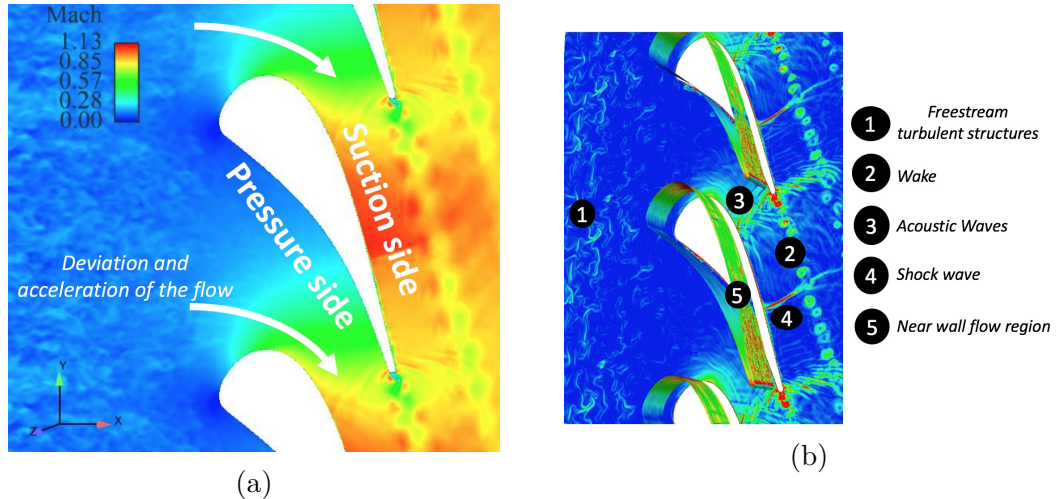 Mach
1.13
0.85
0.57
0.28
0.00
Suction side
Pressure side
Deviation and
acceleration of the flow
Y
X
Z
(a)
1
2
3
4
5
1 Freestream
turbulent structures
2 Wake
3 Acoustic Waves
4 Shock wave
5 Near wall flow region
(b)